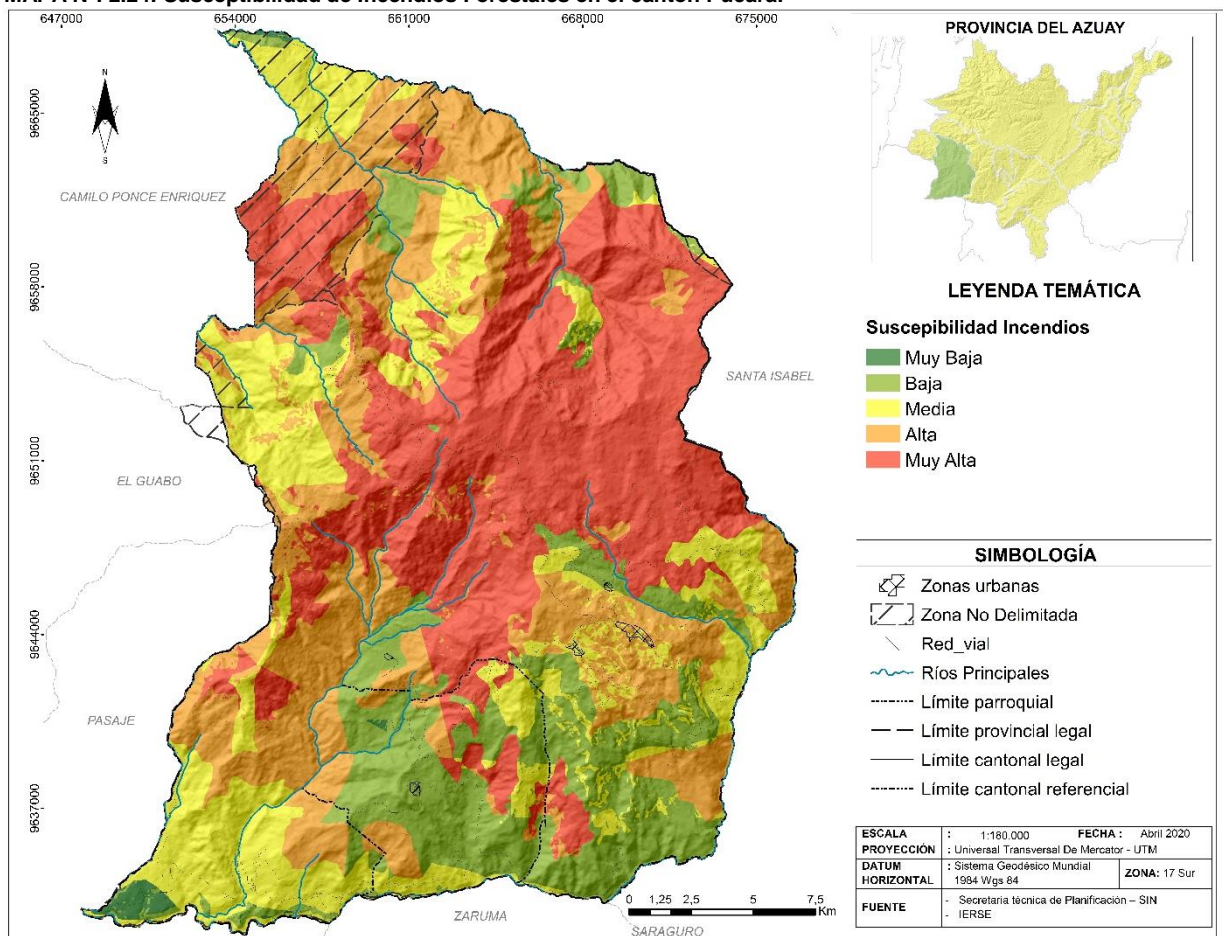 MAPA N°. 2.24: Susceptibilidad de Incendios Forestales en el cantón Pucará.
647000 654000 661000 668000 675000
9665000
9658000
9651000
9644000
9637000
N
S
CAMILO PONCE ENRIQUEZ
SANTA ISABEL
EL GUABO
PASAJE
ZARUMA
SARAGURO
0 1,25 2,5 5 7,5
Km
PROVINCIA DEL AZUAY
LEYENDA TEMÁTICA
Suscepibilidad Incendios
Muy Baja
Baja
Media
Alta
Muy Alta
SIMBOLOGÍA
Zonas urbanas
Zona No Delimitada
Red_vial
Ríos Principales
Límite parroquial
Límite provincial legal
Límite cantonal legal
Límite cantonal referencial
ESCALA : 1:180.000 FECHA : Abril 2020
PROYECCIÓN : Universal Transversal De Mercator - UTM
DATUM HORIZONTAL : Sistema Geodésico Mundial 1984 Wgs 84 ZONA: 17 Sur
FUENTE - Secretaría técnica de Planificación – SIN
- IERSE